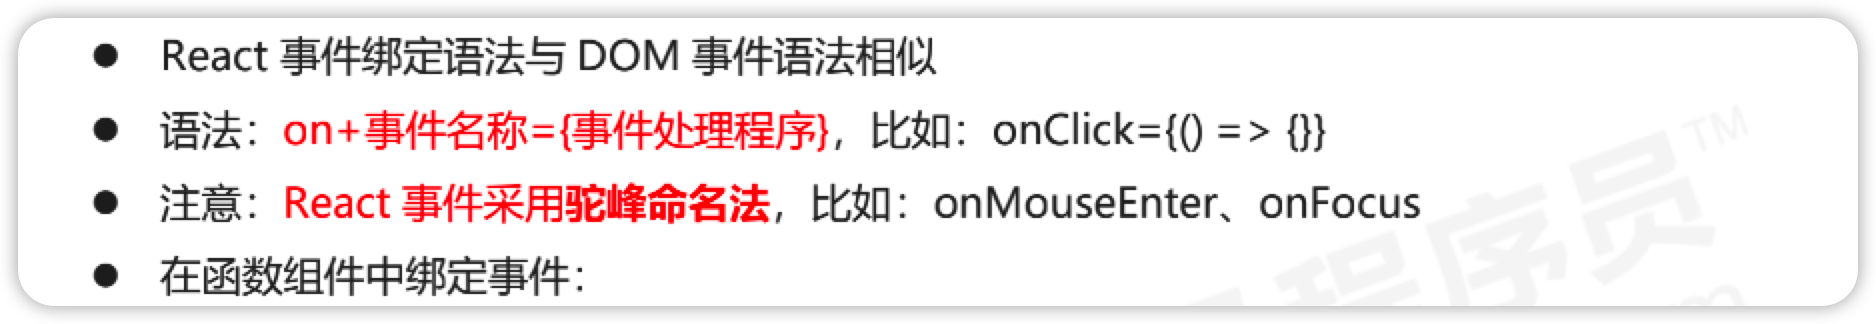 ● React 事件绑定语法与 DOM 事件语法相似
● 语法：on+事件名称={事件处理程序}，比如：onClick={() => {}}
● 注意：React 事件采用驼峰命名法，比如：onMouseEnter、onFocus
● 在函数组件中绑定事件：
程序员™